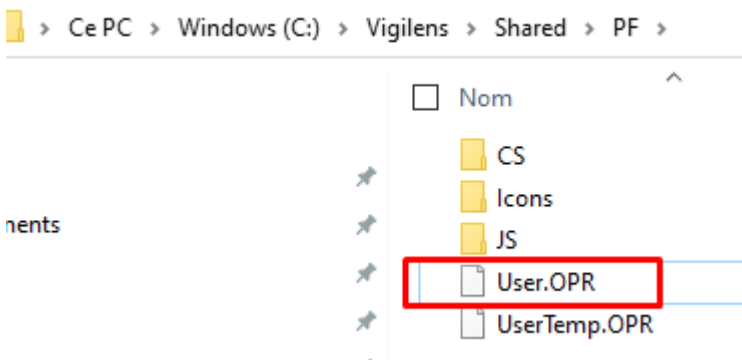 Ce PC > Windows (C:) > Vigilens > Shared > PF >
Nom
CS
Icons
nents
JS
User.OPR
UserTemp.OPR